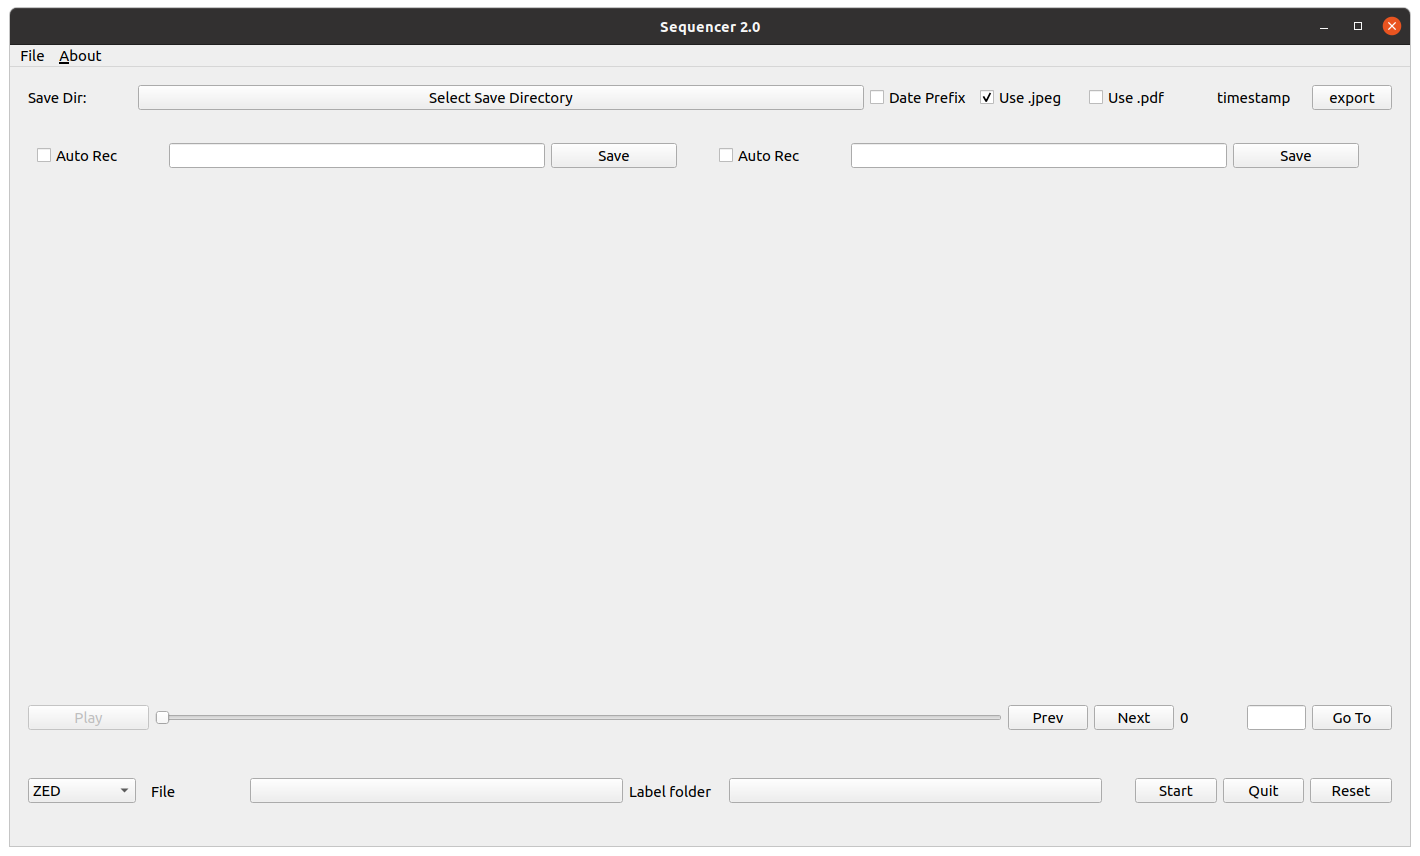 Sequencer 2.0
File About
Save Dir: Select Save Directory Date Prefix Use .jpeg Use .pdf timestamp export
Auto Rec Save Auto Rec Save
Play Prev Next 0 Go To
ZED File Label folder Start Quit Reset